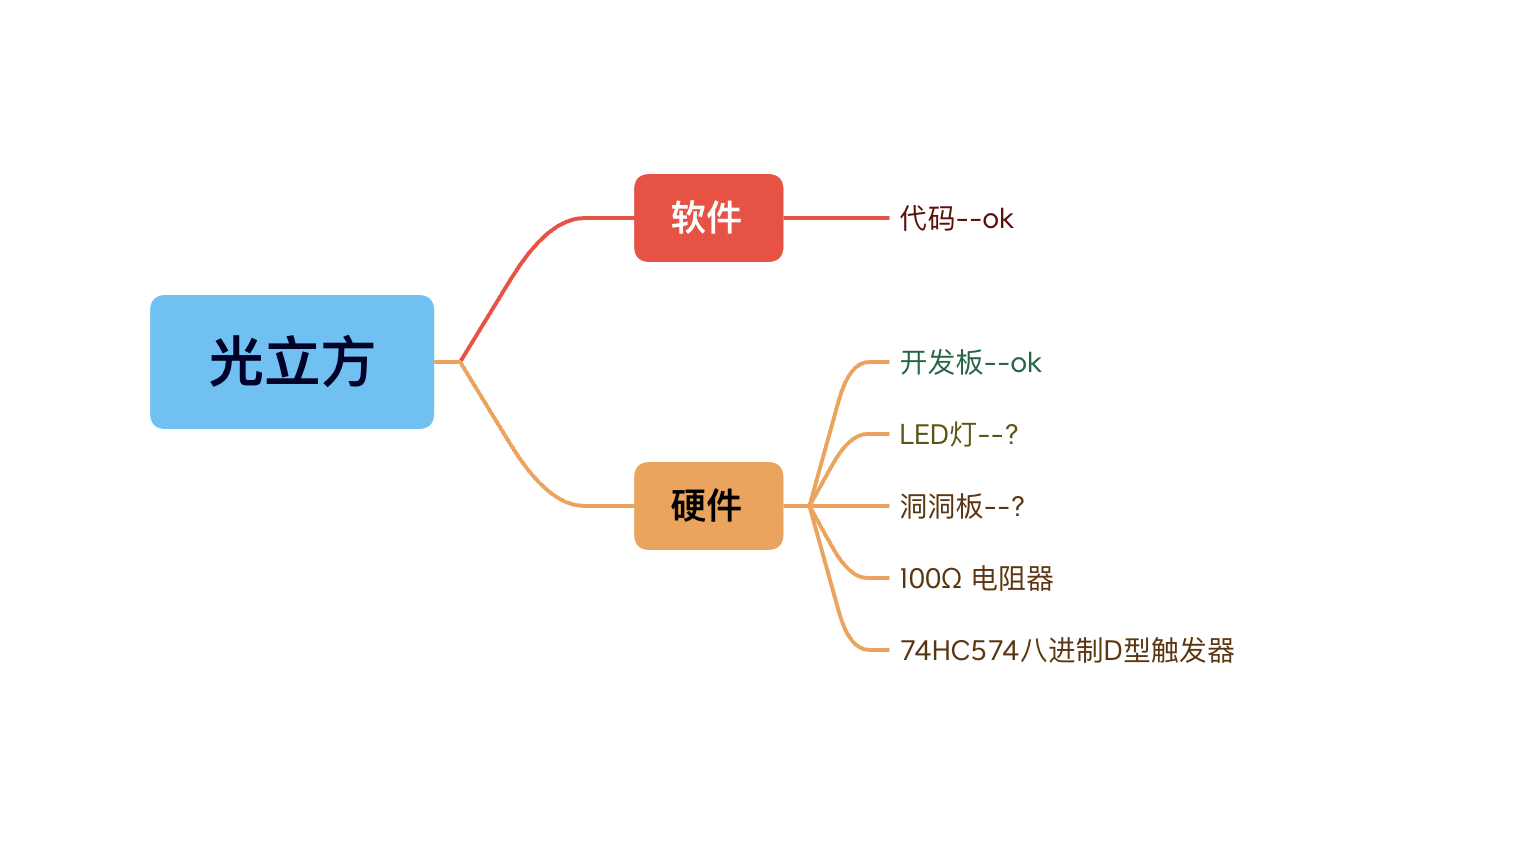 光立方
软件
代码--ok
硬件
开发板--ok
LED灯--?
洞洞板--?
100Ω 电阻器
74HC574八进制D型触发器